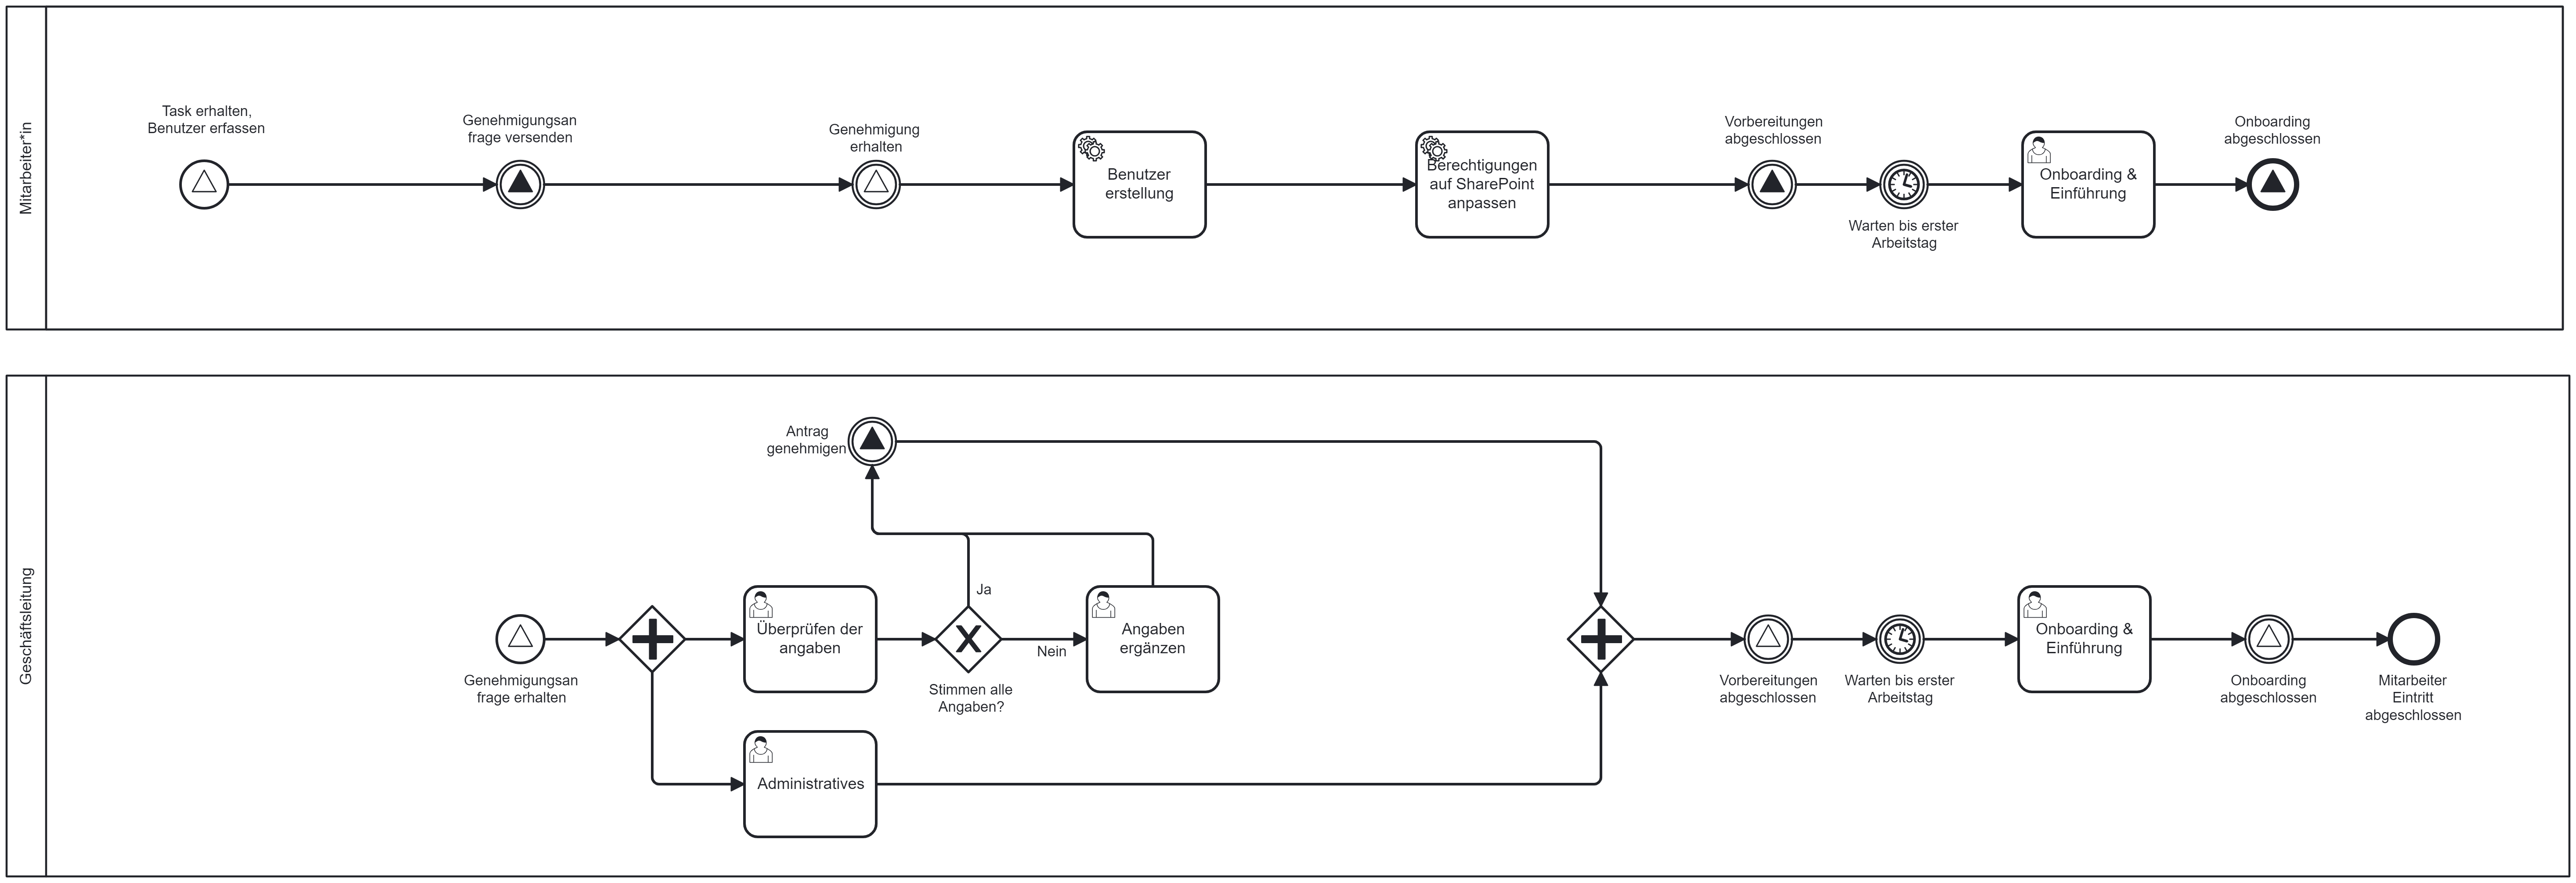 Mitarbeiter*in
Task erhalten,
Benutzer erfassen
Genehmigungsan
frage versenden
Genehmigung
erhalten
Benutzer
erstellung
Berechtigungen
auf SharePoint
anpassen
Vorbereitungen
abgeschlossen
Warten bis erster
Arbeitstag
Onboarding &
Einführung
Onboarding
abgeschlossen
Geschäftsleitung
Antrag
genehmigen
Genehmigungsan
frage erhalten
Überprüfen der
angaben
Ja
Stimmen alle
Angaben?
Nein
Angaben
ergänzen
Administratives
Vorbereitungen
abgeschlossen
Warten bis erster
Arbeitstag
Onboarding &
Einführung
Onboarding
abgeschlossen
Mitarbeiter
Eintritt
abgeschlossen